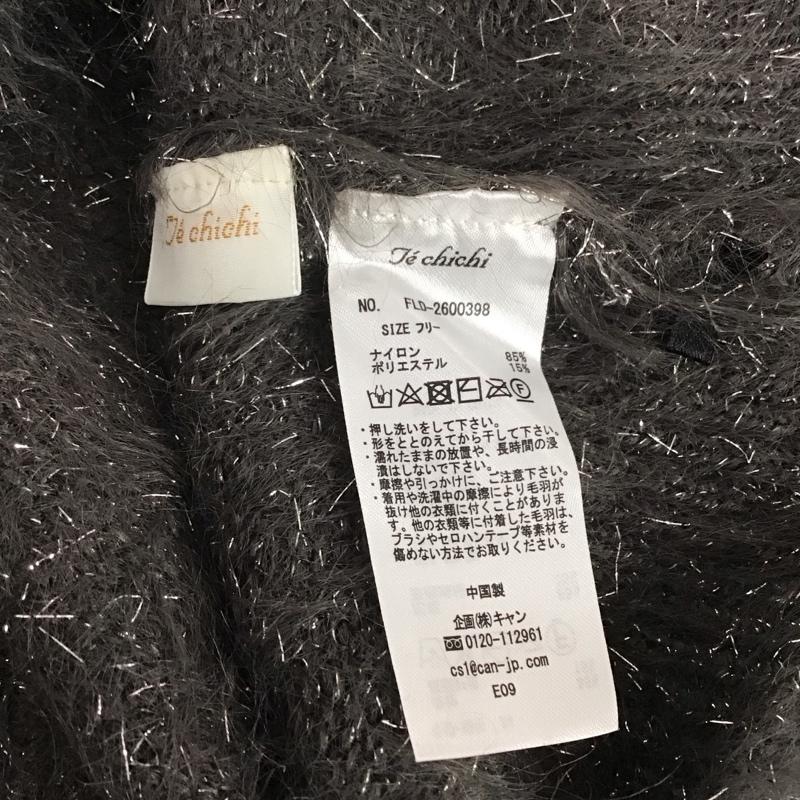 Té chichi
Té chichi
NO. FLD-2600398
SIZE フリー
ナイロン 85%
ポリエステル 15%
F
・押し洗いをして下さい。
・形をととのえてから干して下さい。
・濡れたままの放置や、長時間の浸
漬はしないで下さい。
・摩擦や引っかけに、ご注意下さい。
・着用や洗濯中の摩擦により毛羽が
抜け他の衣類に付くことがありま
す。他の衣類等に付着した毛羽は、
ブラシやセロハンテープ等素材を
傷めない方法でお取りください。
中国製
企画(株)キャン
0120-112961
cs1@can-jp.com
E09